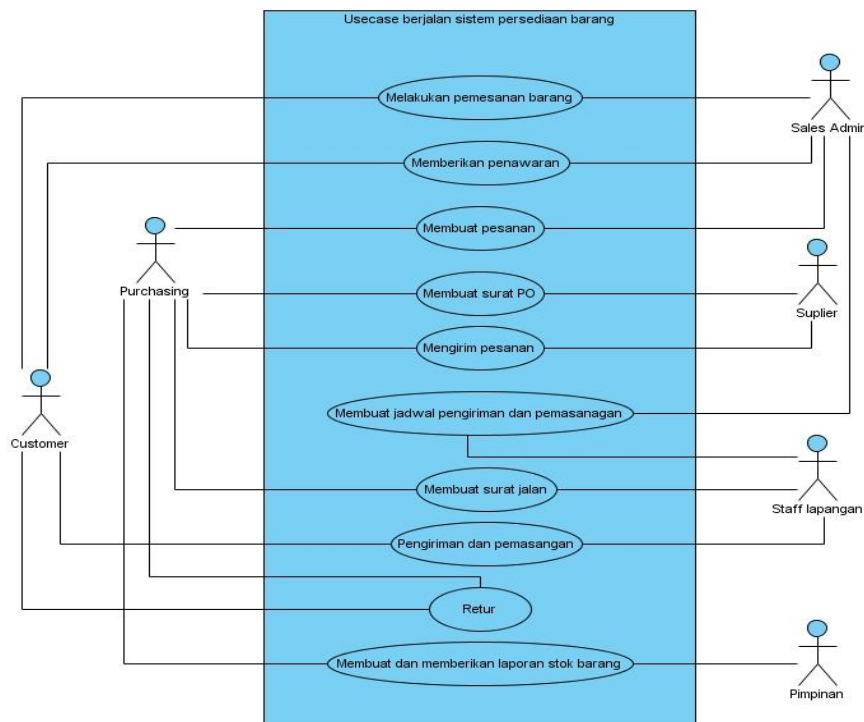 Usecase berjalan sistem persediaan barang
Melakukan pemesanan barang
Sales Admin
Memberikan penawaran
Membuat pesanan
Purchasing
Membuat surat PO
Suplier
Mengirim pesanan
Membuat jadwal pengiriman dan pemasanagan
Customer
Membuat surat jalan
Staff lapangan
Pengiriman dan pemasangan
Retur
Membuat dan memberikan laporan stok barang
Pimpinan